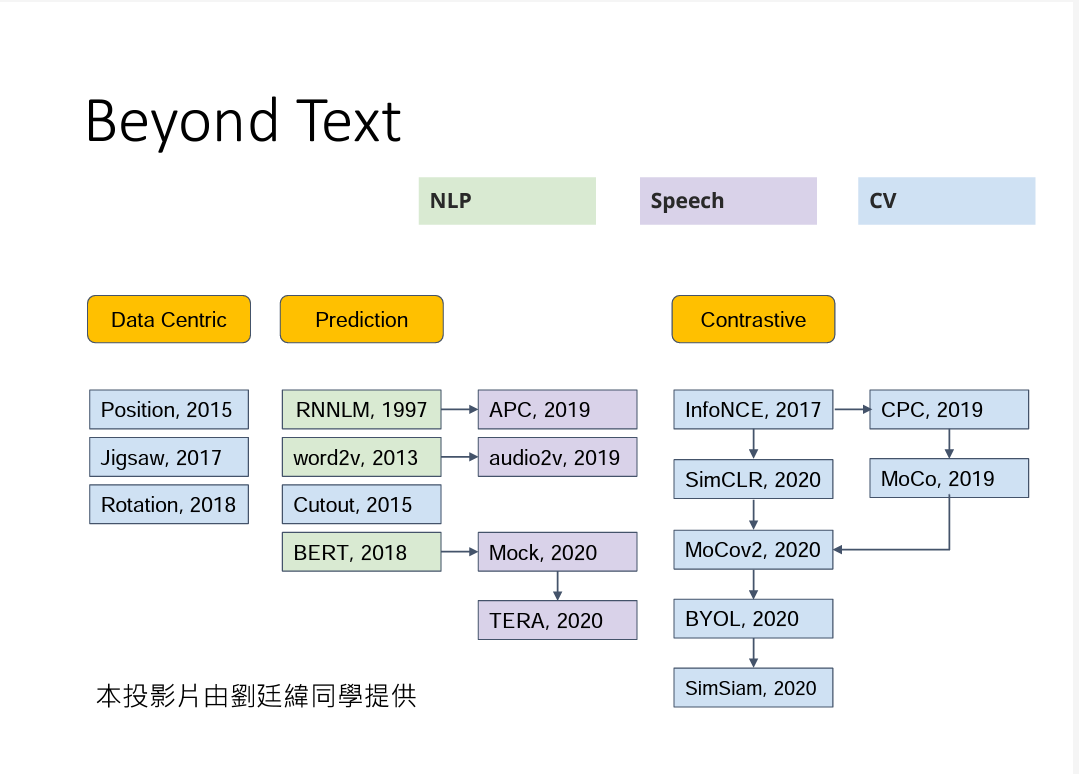 Beyond Text
NLP
Speech
CV
Data Centric
Prediction
Contrastive
Position, 2015
Jigsaw, 2017
Rotation, 2018
RNNLM, 1997
word2v, 2013
Cutout, 2015
BERT, 2018
APC, 2019
audio2v, 2019
Mock, 2020
TERA, 2020
InfoNCE, 2017
SimCLR, 2020
MoCov2, 2020
BYOL, 2020
SimSiam, 2020
CPC, 2019
MoCo, 2019
本投影片由劉廷緯同學提供